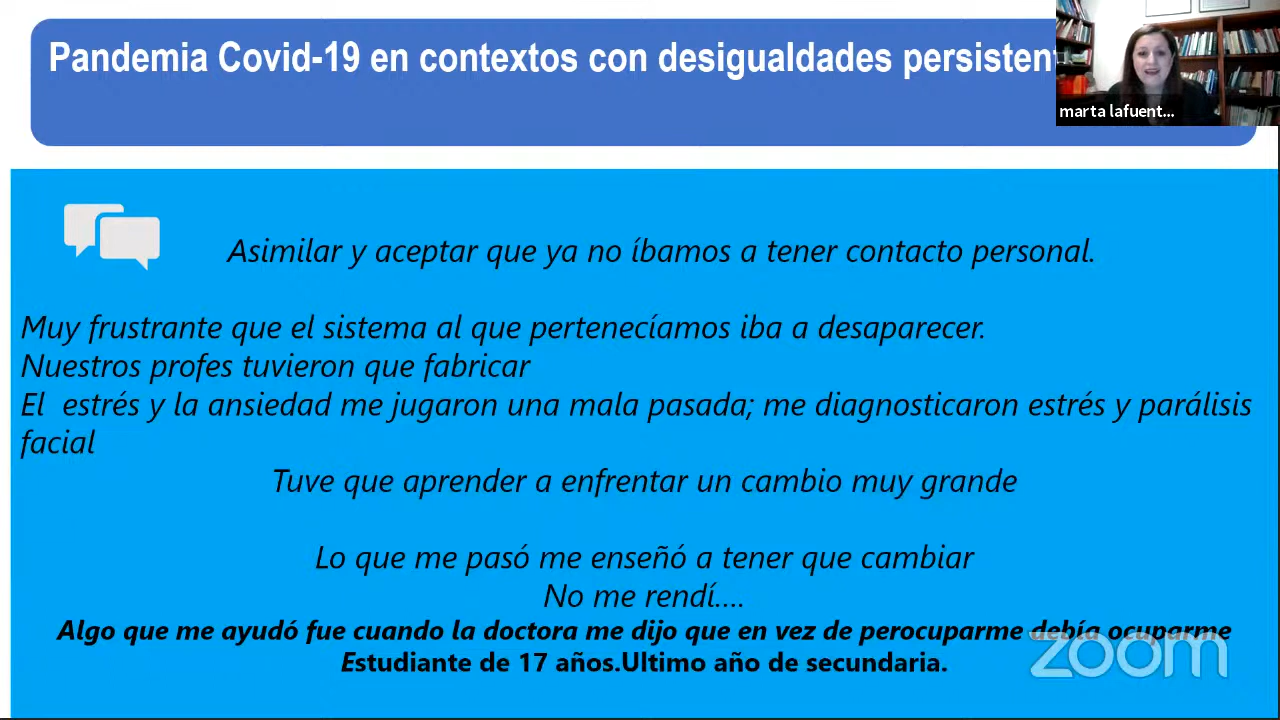 Pandemia Covid-19 en contextos con desigualdades
marta lafuent...
Asimilar y aceptar que ya no íbamos a tener contacto personal.
Muy frustrante que el sistema al que pertenecíamos iba a desaparecer.
Nuestros profes tuvieron que fabricar
El estrés y la ansiedad me jugaron una mala pasada; me diagnosticaron estrés y parálisis
facial
Tuve que aprender a enfrentar un cambio muy grande
Lo que me pasó me enseñó a tener que cambiar
No me rendí....
Algo que me ayudó fue cuando la doctora me dijo que en vez de perocuparme debía ocuparme
Estudiante de 17 años.Ultimo año de secundaria.
zoom